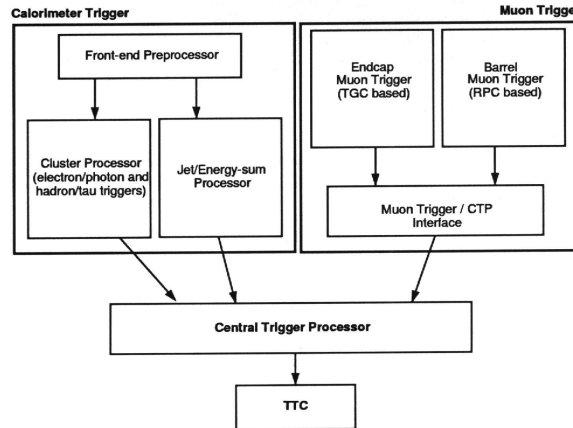 Calorimeter Trigger
Muon Trigge
Front-end Preprocessor
Endcap
Muon Trigger
(TGC based)
Barrel
Muon Trigger
(RPC based)
Cluster Processor
(electron/photon and
hadron/tau triggers)
Jet/Energy-sum
Processor
Muon Trigger / CTP
Interface
Central Trigger Processor
TTC